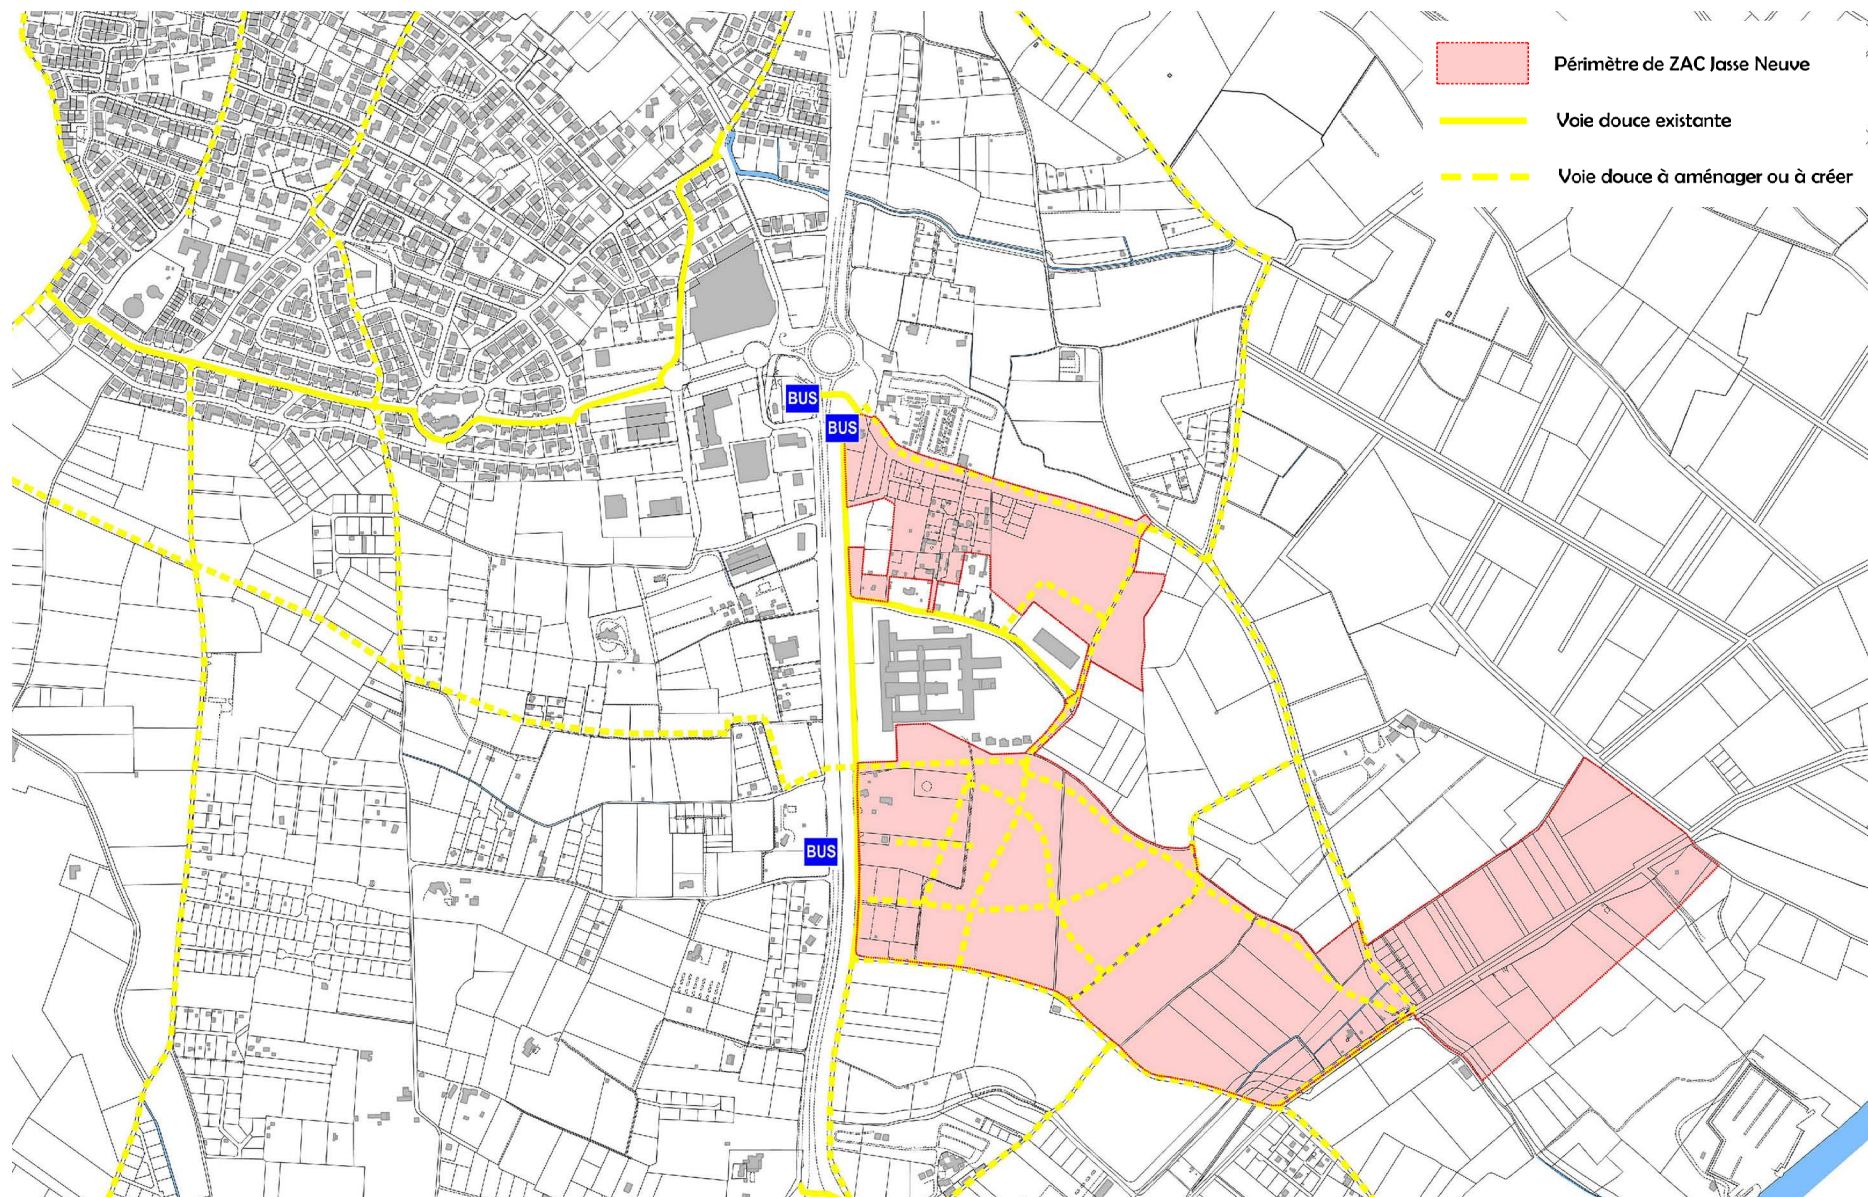 Périmètre de ZAC Jasse Neuve
Voie douce existante
Voie douce à aménager ou à créer
BUS
BUS
BUS